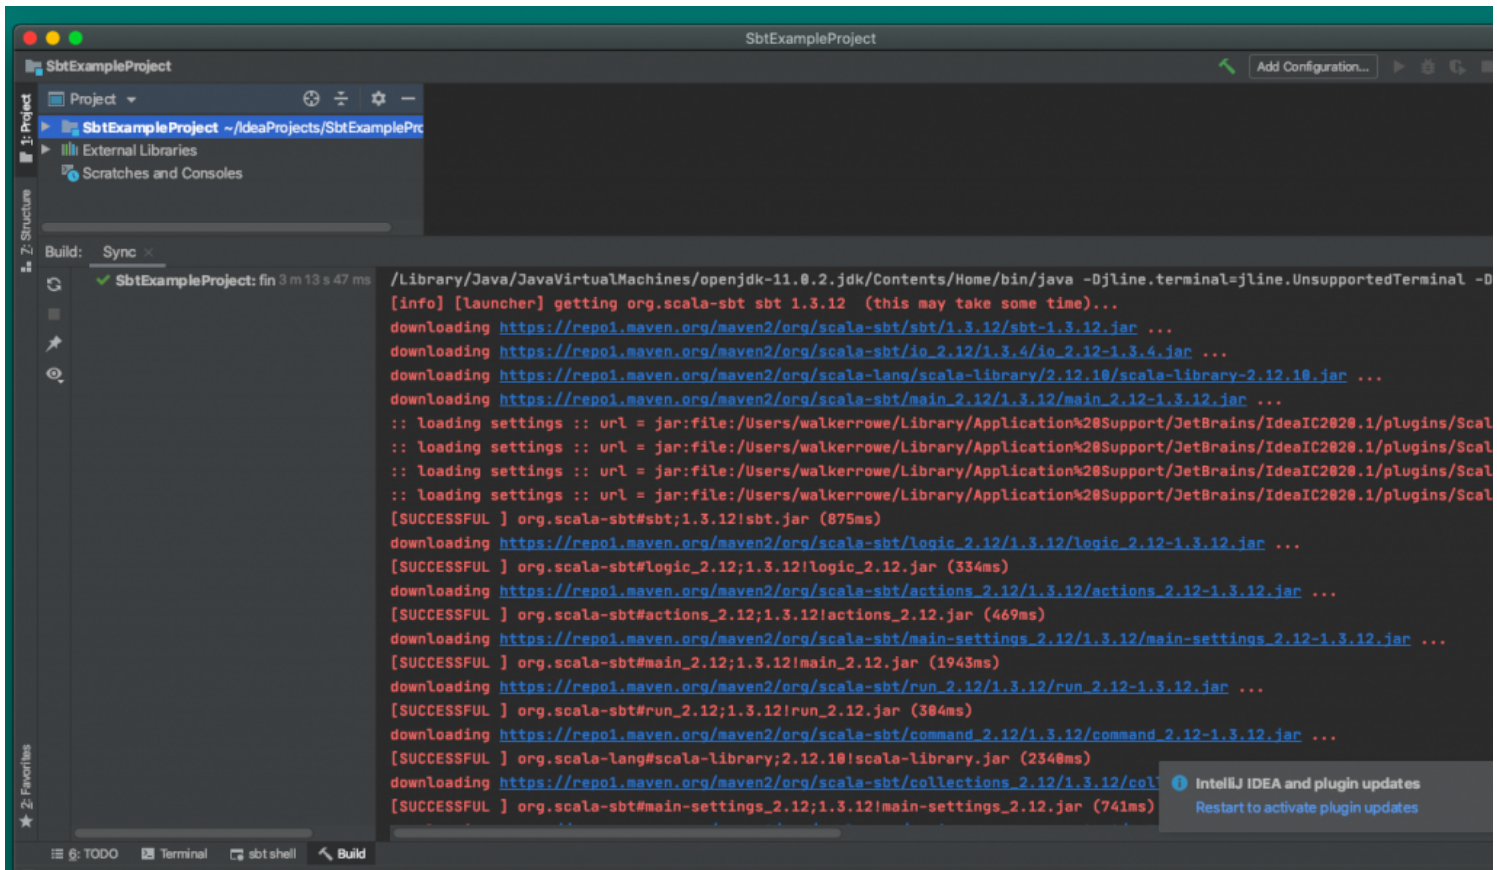 SbtExampleProject
SbtExampleProject
Add Configuration...
1: Project
Project
SbtExampleProject ~/IdeaProjects/SbtExamplePro
External Libraries
Scratches and Consoles
Z: Structure
Build: Sync
SbtExampleProject: fin 3 m 13 s 47 ms
/Library/Java/JavaVirtualMachines/openjdk-11.0.2.jdk/Contents/Home/bin/java -Djline.terminal=jline.UnsupportedTerminal -D
[info] [launcher] getting org.scala-sbt sbt 1.3.12  (this may take some time)...
downloading https://repo1.maven.org/maven2/org/scala-sbt/sbt/1.3.12/sbt-1.3.12.jar ...
downloading https://repo1.maven.org/maven2/org/scala-sbt/io_2.12/1.3.4/io_2.12-1.3.4.jar ...
downloading https://repo1.maven.org/maven2/org/scala-lang/scala-library/2.12.10/scala-library-2.12.10.jar ...
downloading https://repo1.maven.org/maven2/org/scala-sbt/main_2.12/1.3.12/main_2.12-1.3.12.jar ...
:: loading settings :: url = jar:file:/Users/walkerrowe/Library/Application%20Support/JetBrains/IdeaIC2020.1/plugins/Scal
:: loading settings :: url = jar:file:/Users/walkerrowe/Library/Application%20Support/JetBrains/IdeaIC2020.1/plugins/Scal
:: loading settings :: url = jar:file:/Users/walkerrowe/Library/Application%20Support/JetBrains/IdeaIC2020.1/plugins/Scal
:: loading settings :: url = jar:file:/Users/walkerrowe/Library/Application%20Support/JetBrains/IdeaIC2020.1/plugins/Scal
[SUCCESSFUL ] org.scala-sbt#sbt;1.3.12!sbt.jar (875ms)
downloading https://repo1.maven.org/maven2/org/scala-sbt/logic_2.12/1.3.12/logic_2.12-1.3.12.jar ...
[SUCCESSFUL ] org.scala-sbt#logic_2.12;1.3.12!logic_2.12.jar (334ms)
downloading https://repo1.maven.org/maven2/org/scala-sbt/actions_2.12/1.3.12/actions_2.12-1.3.12.jar ...
[SUCCESSFUL ] org.scala-sbt#actions_2.12;1.3.12!actions_2.12.jar (469ms)
downloading https://repo1.maven.org/maven2/org/scala-sbt/main-settings_2.12/1.3.12/main-settings_2.12-1.3.12.jar ...
[SUCCESSFUL ] org.scala-sbt#main_2.12;1.3.12!main_2.12.jar (1943ms)
downloading https://repo1.maven.org/maven2/org/scala-sbt/run_2.12/1.3.12/run_2.12-1.3.12.jar ...
[SUCCESSFUL ] org.scala-sbt#run_2.12;1.3.12!run_2.12.jar (304ms)
downloading https://repo1.maven.org/maven2/org/scala-sbt/command_2.12/1.3.12/command_2.12-1.3.12.jar ...
[SUCCESSFUL ] org.scala-lang#scala-library;2.12.10!scala-library.jar (2340ms)
downloading https://repo1.maven.org/maven2/org/scala-sbt/collections_2.12/1.3.12/col
[SUCCESSFUL ] org.scala-sbt#main-settings_2.12;1.3.12!main-settings_2.12.jar (741ms)
IntelliJ IDEA and plugin updates
Restart to activate plugin updates
2: Favorites
6: TODO Terminal sbt shell Build